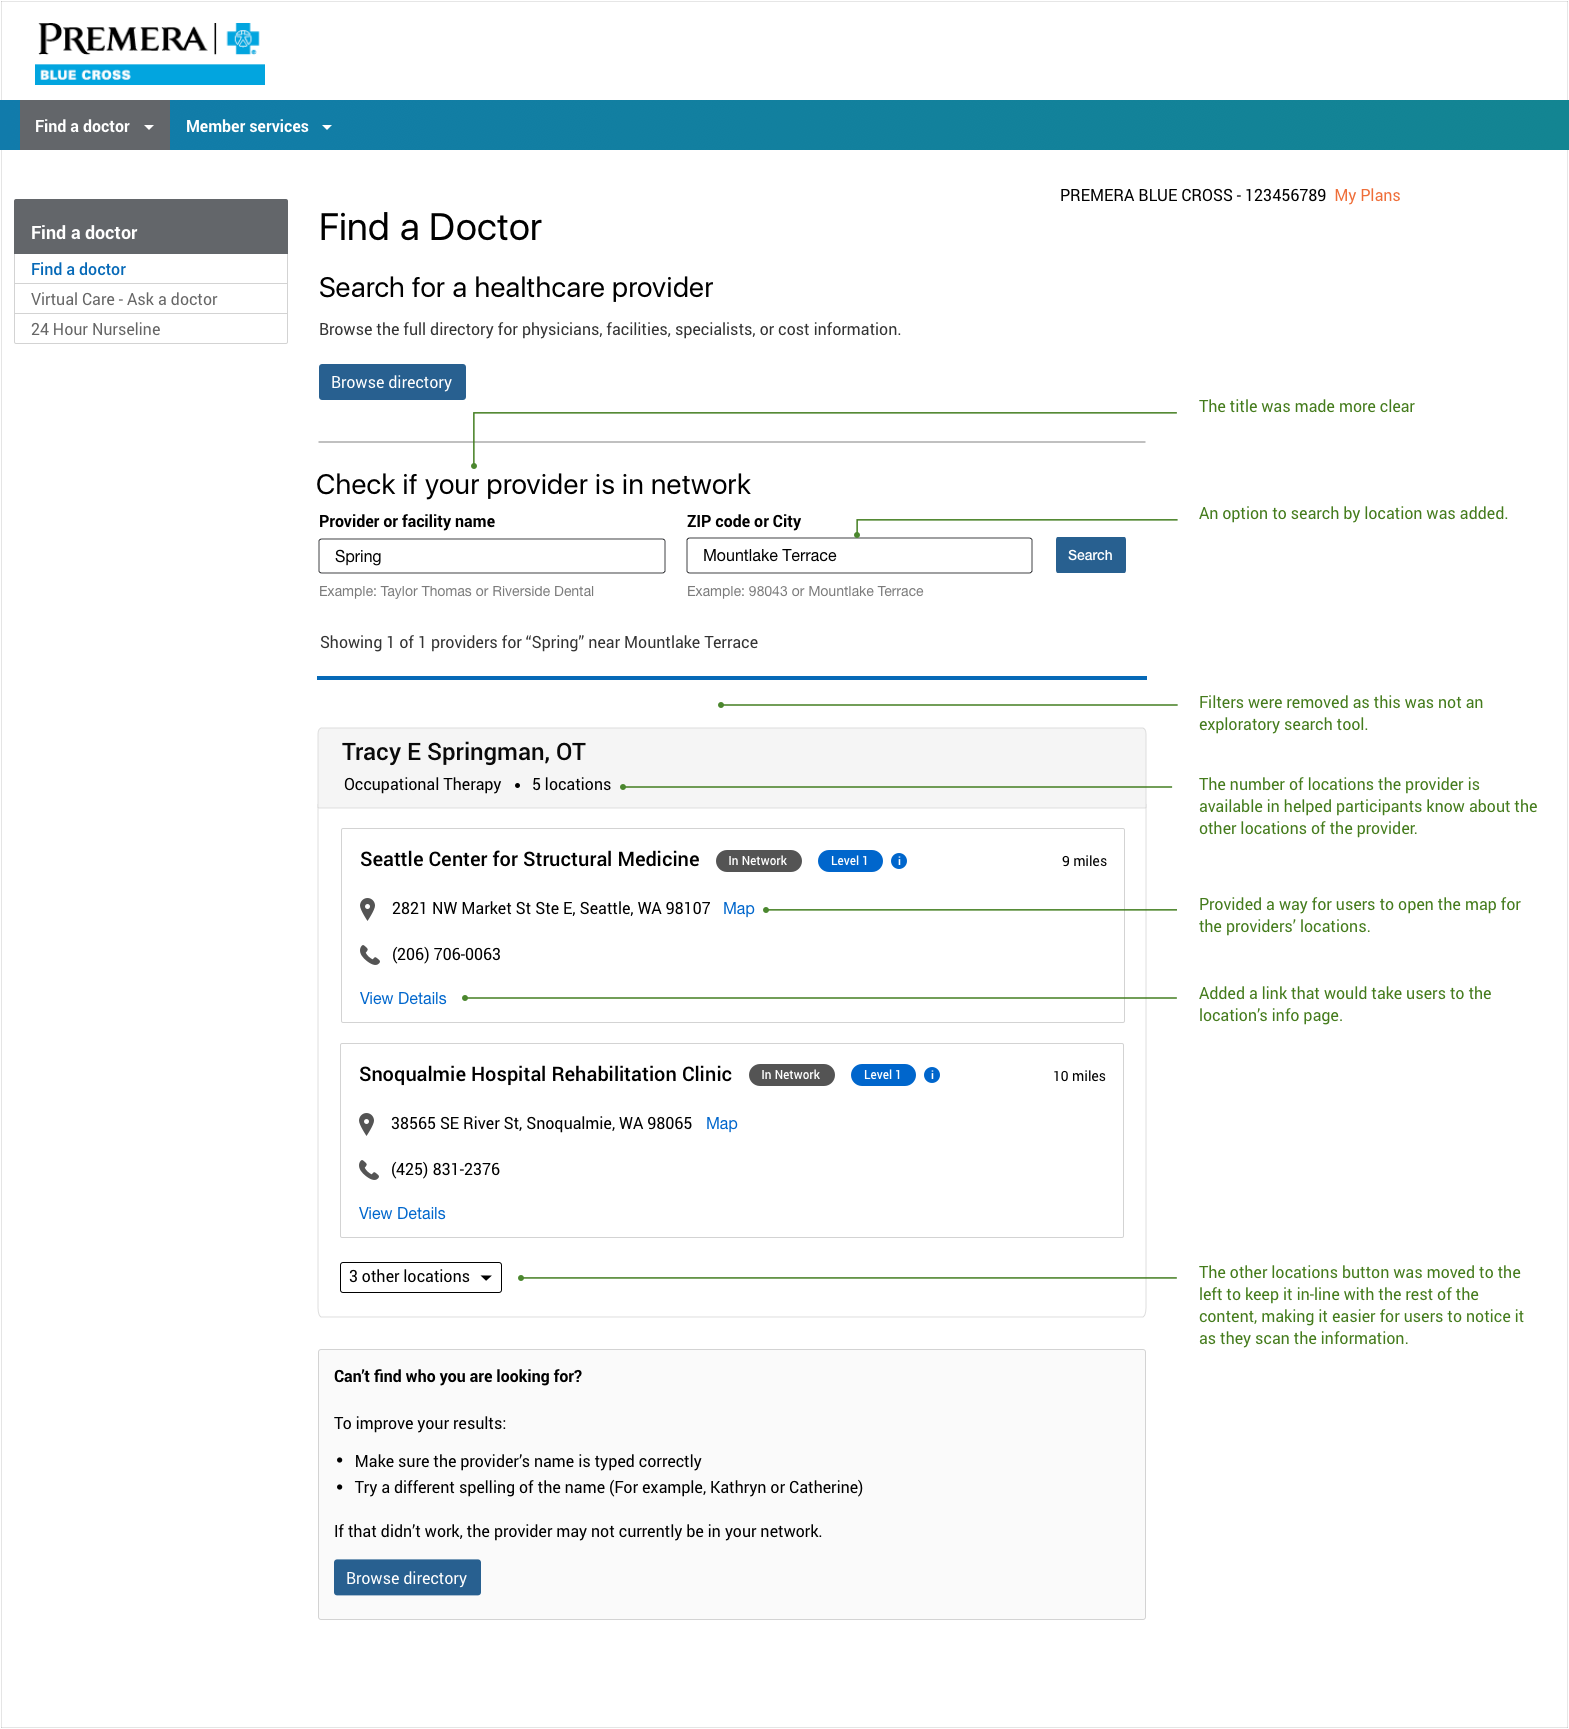 PREMERA
BLUE CROSS
Find a doctor
Member services
PREMERA BLUE CROSS - 123456789 My Plans
Find a doctor
Find a doctor
Virtual Care - Ask a doctor
24 Hour Nurseline
Find a Doctor
Search for a healthcare provider
Browse the full directory for physicians, facilities, specialists, or cost information.
Browse directory
The title was made more clear
Check if your provider is in network
Provider or facility name
ZIP code or City
An option to search by location was added.
Spring
Mountlake Terrace
Search
Example: Taylor Thomas or Riverside Dental
Example: 98043 or Mountlake Terrace
Showing 1 of 1 providers for “Spring” near Mountlake Terrace
Filters were removed as this was not an
exploratory search tool.
Tracy E Springman, OT
Occupational Therapy • 5 locations
The number of locations the provider is
available in helped participants know about the
other locations of the provider.
Seattle Center for Structural Medicine In Network Level 1 i 9 miles
2821 NW Market St Ste E, Seattle, WA 98107 Map
Provided a way for users to open the map for
the providers’ locations.
(206) 706-0063
View Details
Added a link that would take users to the
location’s info page.
Snoqualmie Hospital Rehabilitation Clinic In Network Level 1 i 10 miles
38565 SE River St, Snoqualmie, WA 98065 Map
(425) 831-2376
View Details
3 other locations
The other locations button was moved to the
left to keep it in-line with the rest of the
content, making it easier for users to notice it
as they scan the information.
Can’t find who you are looking for?
To improve your results:
• Make sure the provider’s name is typed correctly
• Try a different spelling of the name (For example, Kathryn or Catherine)
If that didn’t work, the provider may not currently be in your network.
Browse directory